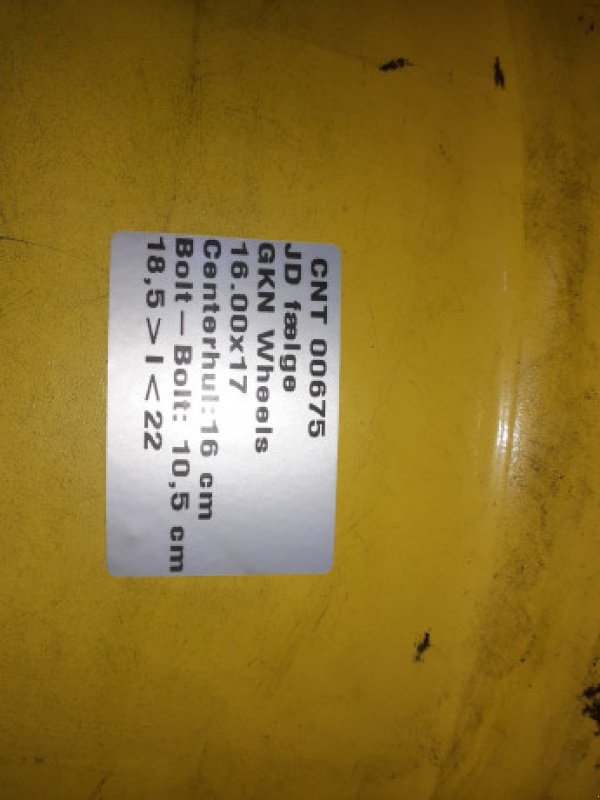 CNT 00675
JD fælge
GKN Wheels
16.00x17
Centerhul:16 cm
Bolt – Bolt: 10,5 cm
18,5 > I < 22